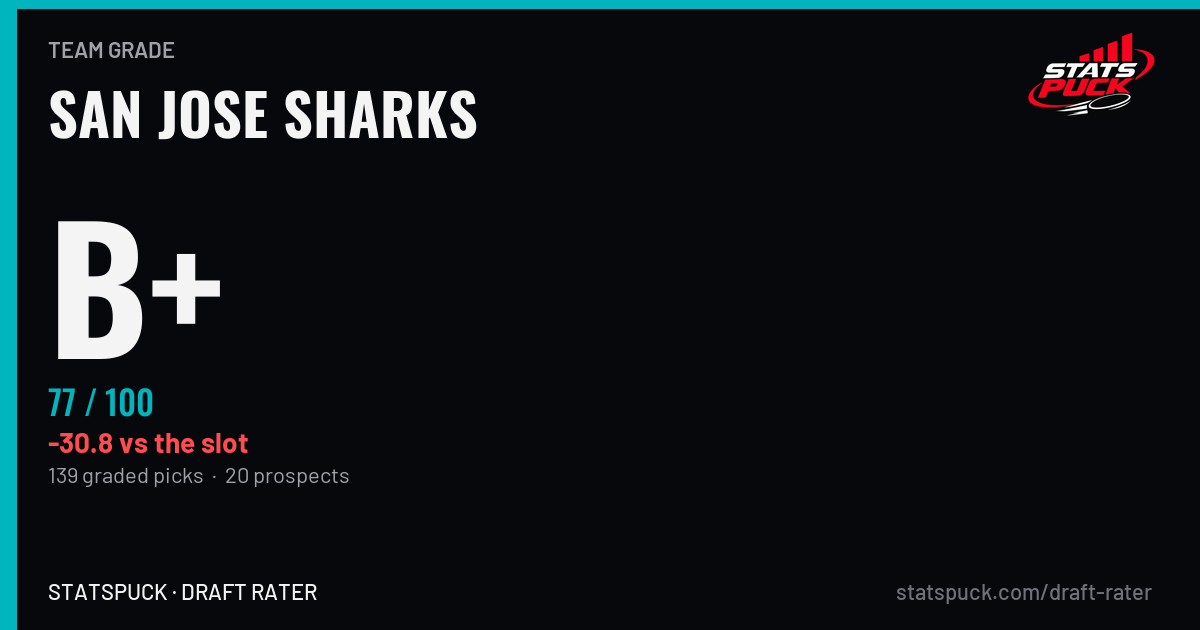 TEAM GRADE
SAN JOSE SHARKS
STATS
PUCK
B+
77 / 100
-30.8 vs the slot
139 graded picks · 20 prospects
STATSPUCK · DRAFT RATER
statspuck.com/draft-rater